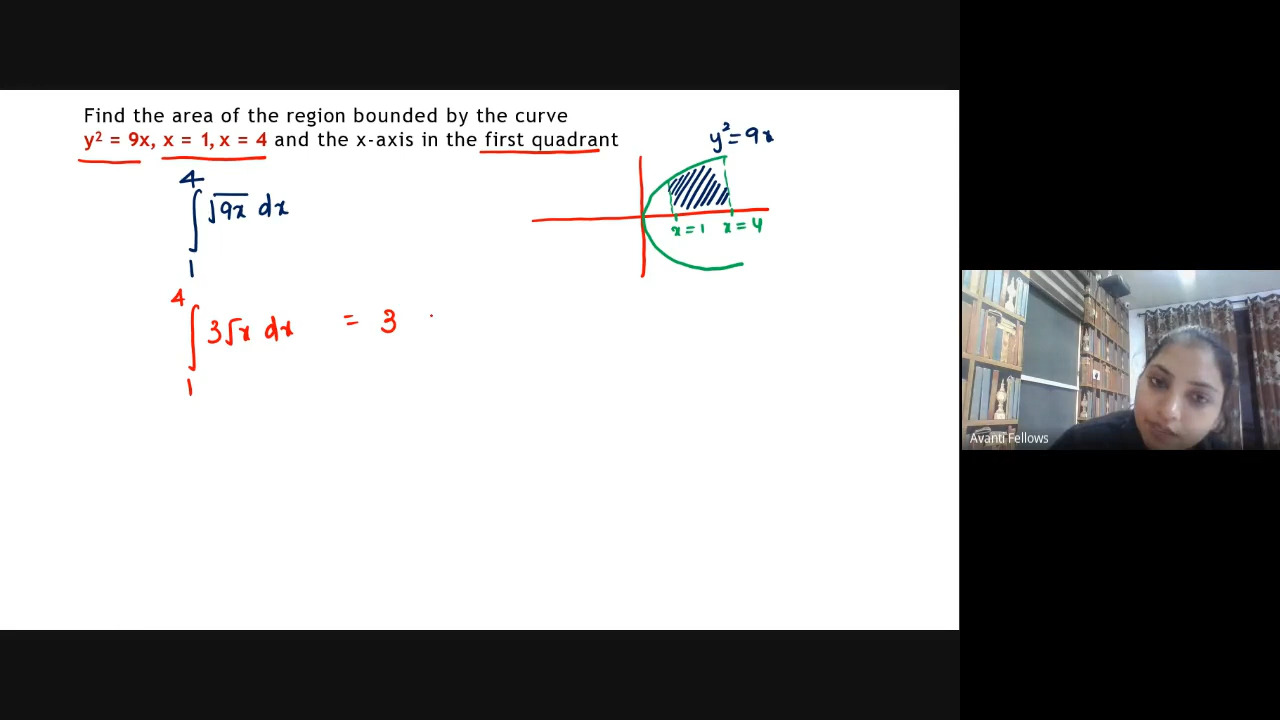 Find the area of the region bounded by the curve
y² = 9x, x = 1, x = 4 and the x-axis in the first quadrant
y² = 9x
4
∫ √9x dx
1
x = 1 x = 4
4
∫ 3√x dx = 3
1
Avanti Fellows